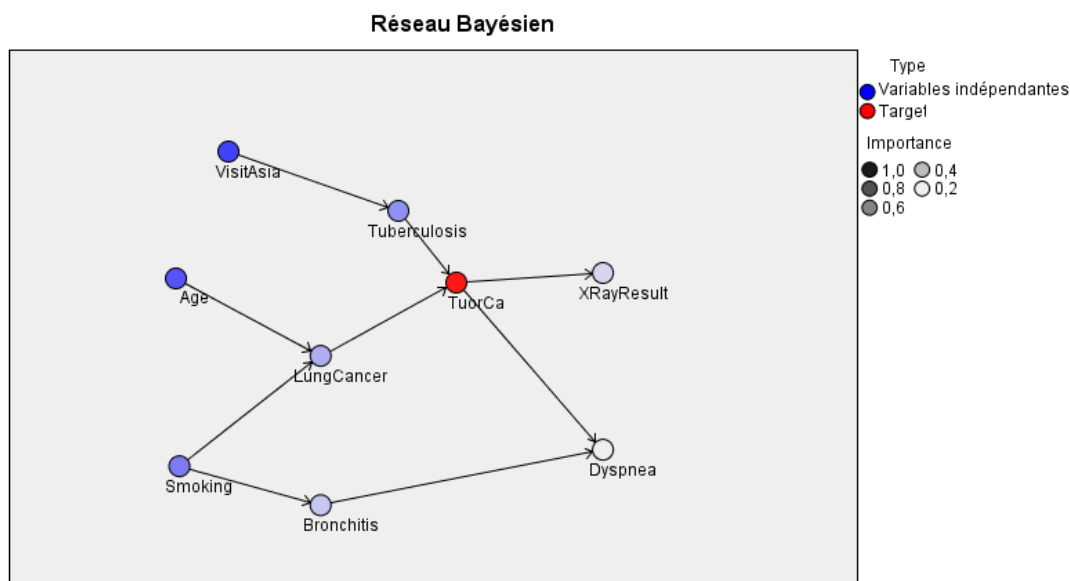 Réseau Bayésien
Type
Variables indépendantes
Target
Importance
1,0 0,4
0,8 0,2
0,6
VisitAsia
Tuberculosis
Age
TuorCa
XRayResult
LungCancer
Smoking
Dyspnea
Bronchitis